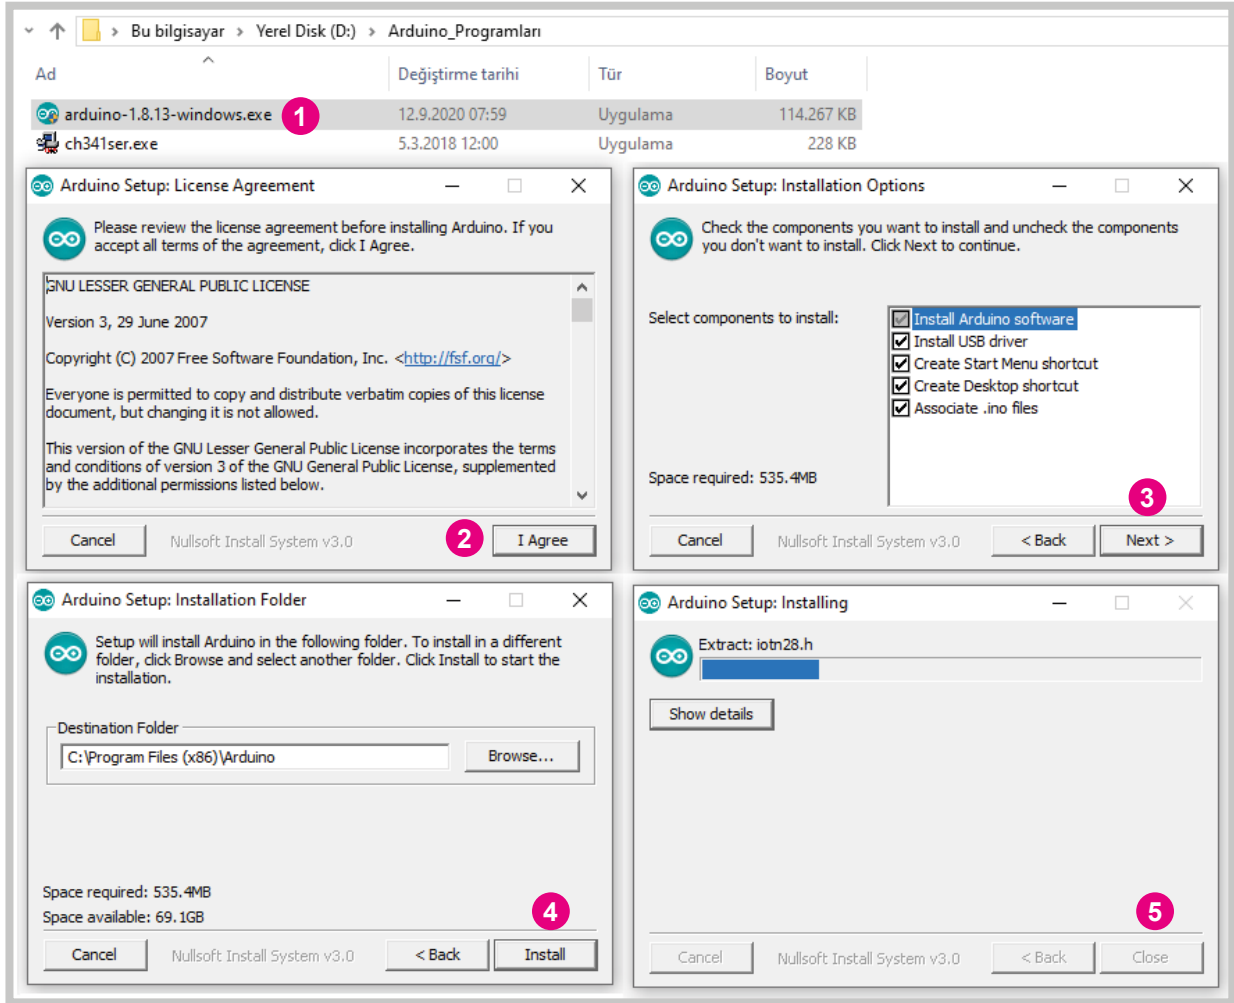 Bu bilgisayar > Yerel Disk (D:) > Arduino_Programları
Ad Değiştirme tarihi Tür Boyut
arduino-1.8.13-windows.exe 1 12.9.2020 07:59 Uygulama 114.267 KB
ch341ser.exe 5.3.2018 12:00 Uygulama 228 KB
Arduino Setup: License Agreement
Please review the license agreement before installing Arduino. If you
accept all terms of the agreement, click I Agree.
GNU LESSER GENERAL PUBLIC LICENSE
Version 3, 29 June 2007
Copyright (C) 2007 Free Software Foundation, Inc. <http://fsf.org/>
Everyone is permitted to copy and distribute verbatim copies of this license
document, but changing it is not allowed.
This version of the GNU Lesser General Public License incorporates the terms
and conditions of version 3 of the GNU General Public License, supplemented
by the additional permissions listed below.
Cancel Nullsoft Install System v3.0 2 I Agree
Arduino Setup: Installation Options
Check the components you want to install and uncheck the components
you don't want to install. Click Next to continue.
Select components to install:
Install Arduino software
Install USB driver
Create Start Menu shortcut
Create Desktop shortcut
Associate .ino files
Space required: 535.4MB
3
Cancel Nullsoft Install System v3.0 < Back Next >
Arduino Setup: Installation Folder
Setup will install Arduino in the following folder. To install in a different
folder, click Browse and select another folder. Click Install to start the
installation.
Destination Folder
C:\Program Files (x86)\Arduino Browse...
Space required: 535.4MB
Space available: 69.1GB
4
Cancel Nullsoft Install System v3.0 < Back Install
Arduino Setup: Installing
Extract: iotn28.h
Show details
5
Cancel Nullsoft Install System v3.0 < Back Close